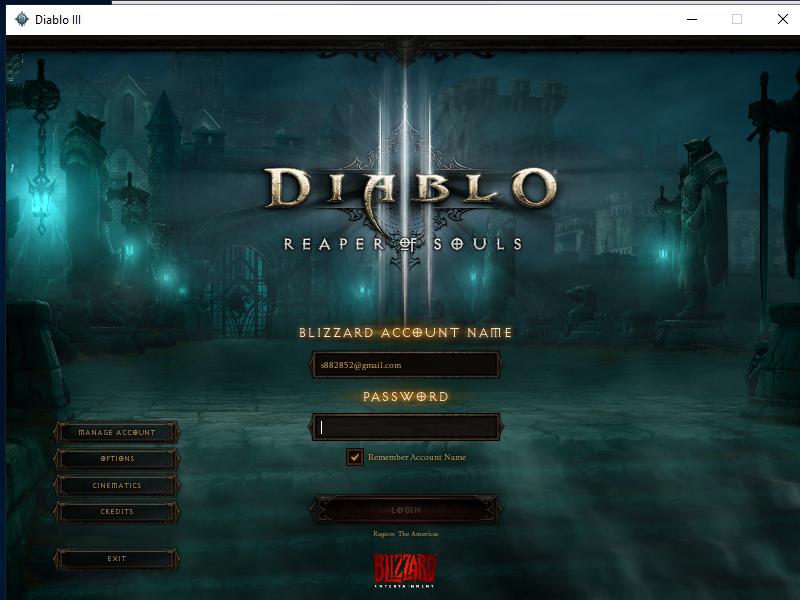 Diablo III
DIABLO
REAPER OF SOULS
BLIZZARD ACCOUNT NAME
s882852@gmail.com
PASSWORD
Remember Account Name
MANAGE ACCOUNT
OPTIONS
CINEMATICS
CREDITS
EXIT
LOGIN
Region: The Americas
BLIZZARD
ENTERTAINMENT